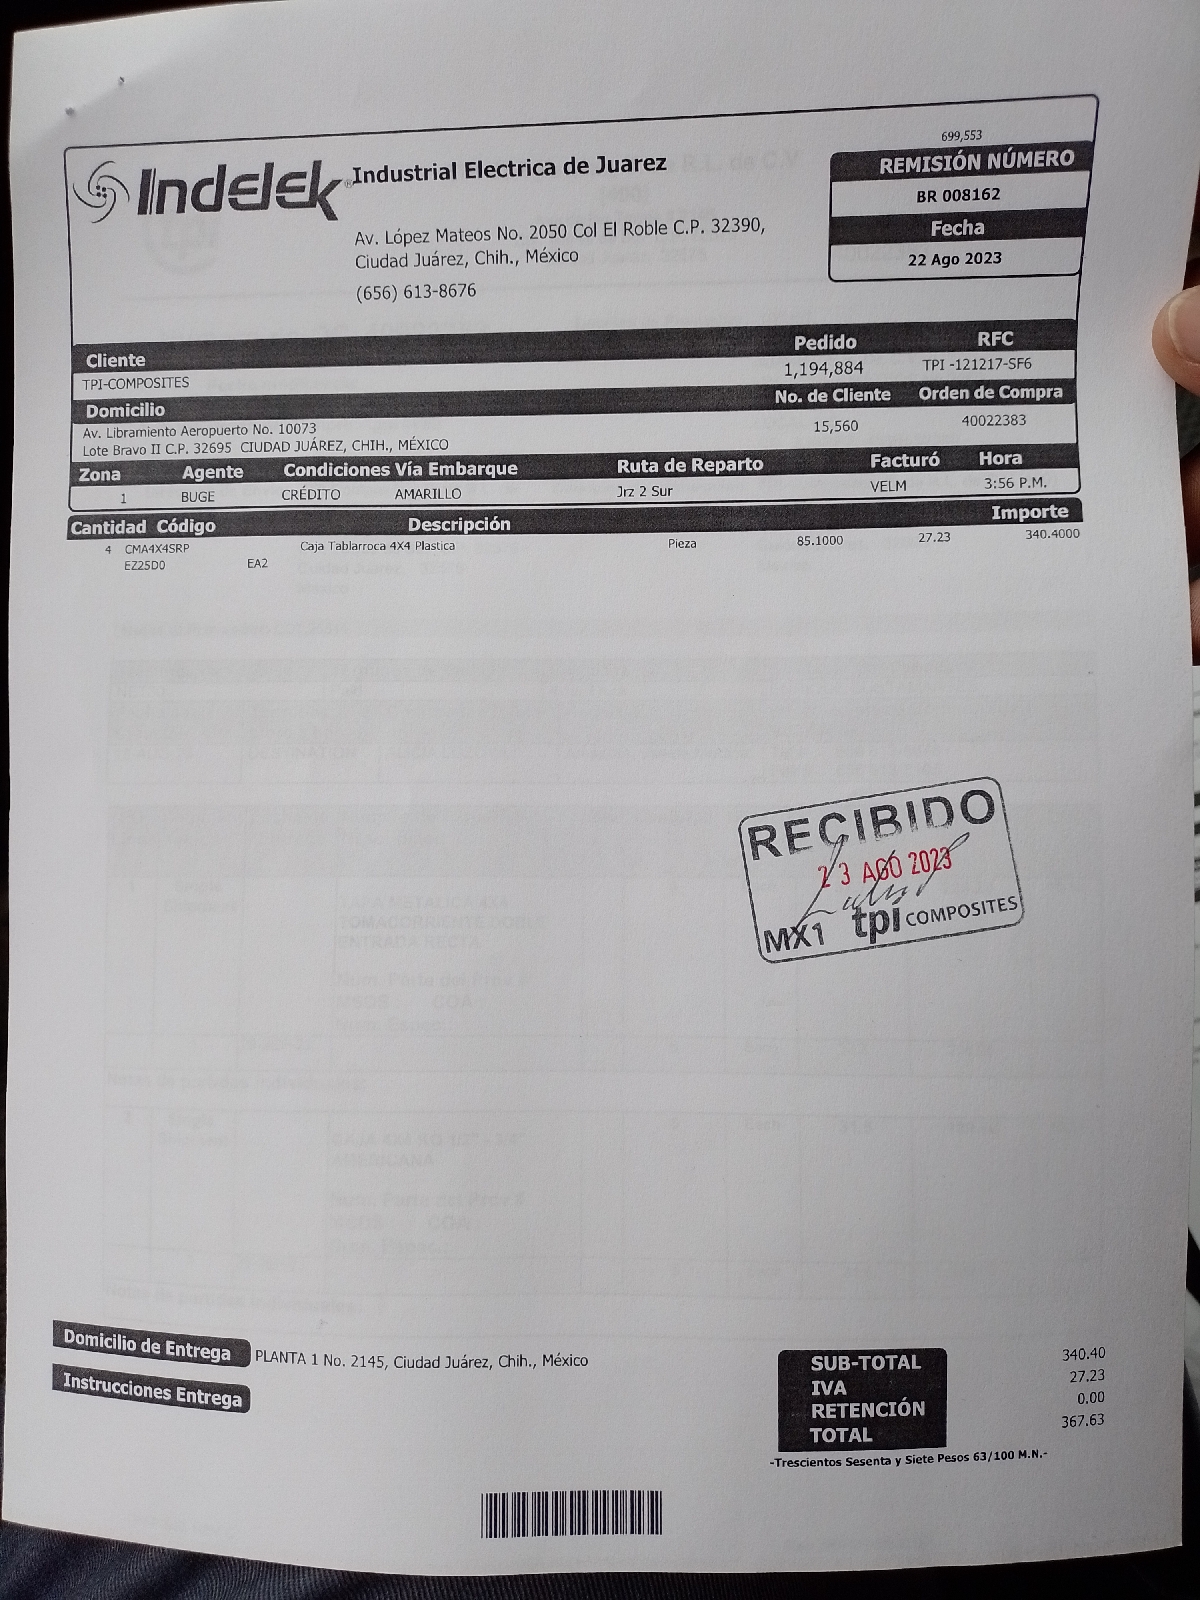 699,553
Indelek® Industrial Electrica de Juarez
REMISIÓN NÚMERO
BR 008162
Av. López Mateos No. 2050 Col El Roble C.P. 32390,
Ciudad Juárez, Chih., México
(656) 613-8676
Fecha
22 Ago 2023
Cliente Pedido RFC
TPI-COMPOSITES 1,194,884 TPI -121217-SF6
Domicilio No. de Cliente Orden de Compra
Av. Libramiento Aeropuerto No. 10073 15,560 40022383
Lote Bravo II C.P. 32695 CIUDAD JUÁREZ, CHIH., MÉXICO
Zona Agente Condiciones Vía Embarque Ruta de Reparto Facturó Hora
1 BUGE CRÉDITO AMARILLO Jrz 2 Sur VELM 3:56 P.M.
Cantidad Código Descripción Importe
4 CMA4X4SRP Caja Tablarroca 4X4 Plastica Pieza 85.1000 27.23 340.4000
EZ25D0 EA2
RECIBIDO
23 AGO 2023
MX1 tpi COMPOSITES
Domicilio de Entrega PLANTA 1 No. 2145, Ciudad Juárez, Chih., México
Instrucciones Entrega
SUB-TOTAL 340.40
IVA 27.23
RETENCIÓN 0.00
TOTAL 367.63
-Trescientos Sesenta y Siete Pesos 63/100 M.N.-